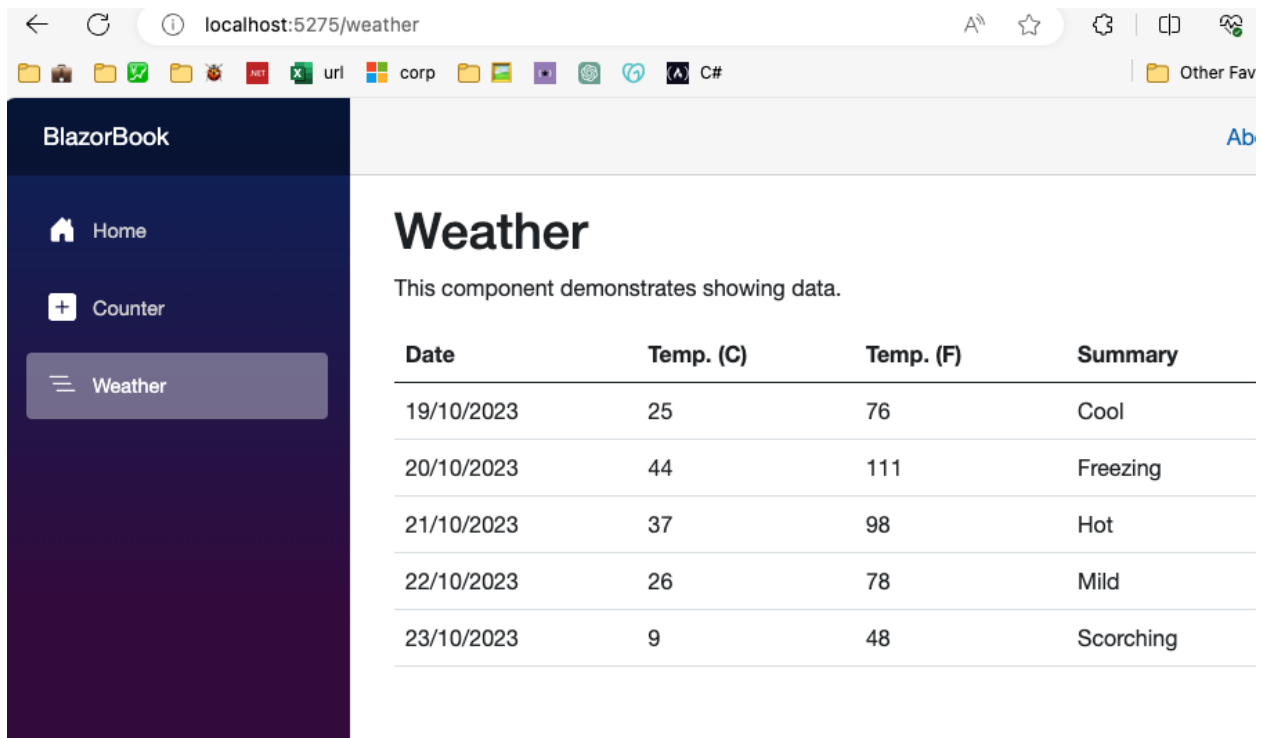 localhost:5275/weather
url corp C# Other Fav
BlazorBook
Home
Counter
Weather
Weather
This component demonstrates showing data.
Date Temp. (C) Temp. (F) Summary
19/10/2023 25 76 Cool
20/10/2023 44 111 Freezing
21/10/2023 37 98 Hot
22/10/2023 26 78 Mild
23/10/2023 9 48 Scorching